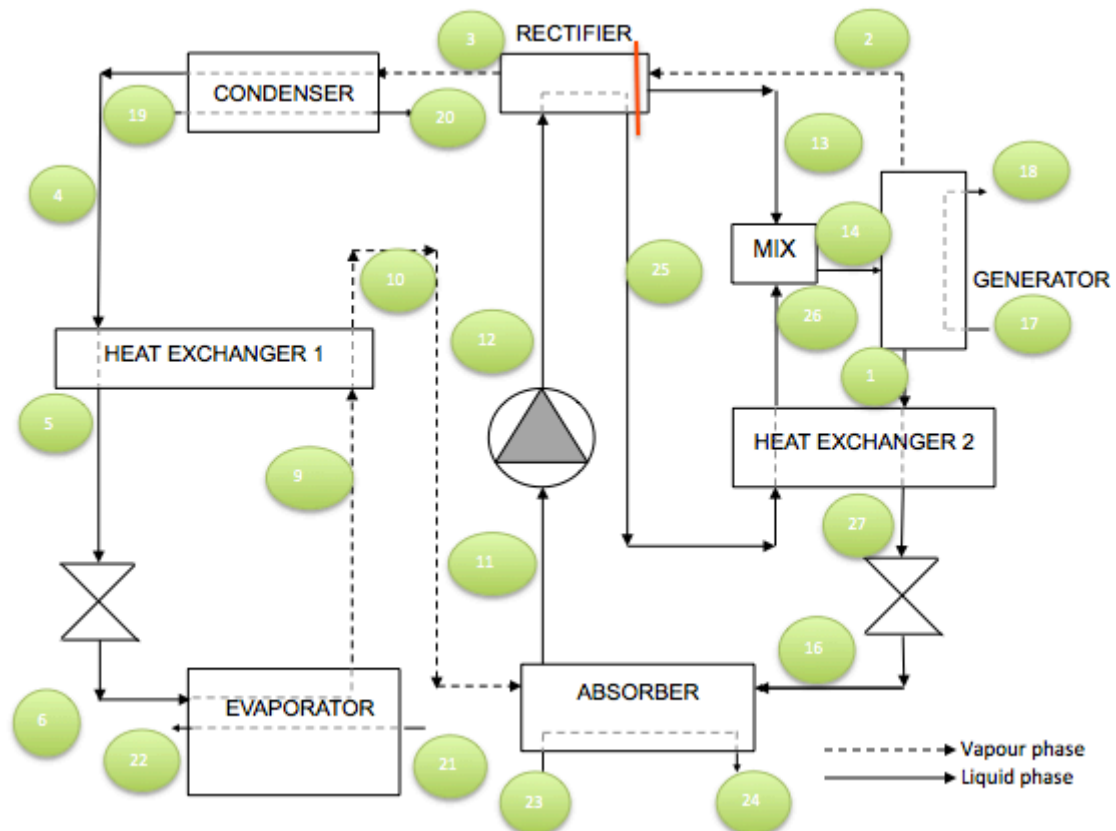 3
RECTIFIER
2
CONDENSER
19
20
13
18
4
MIX
14
10
25
GENERATOR
26
17
12
HEAT EXCHANGER 1
1
5
HEAT EXCHANGER 2
9
27
11
16
6
EVAPORATOR
ABSORBER
22
21
23
24
Vapour phase
Liquid phase